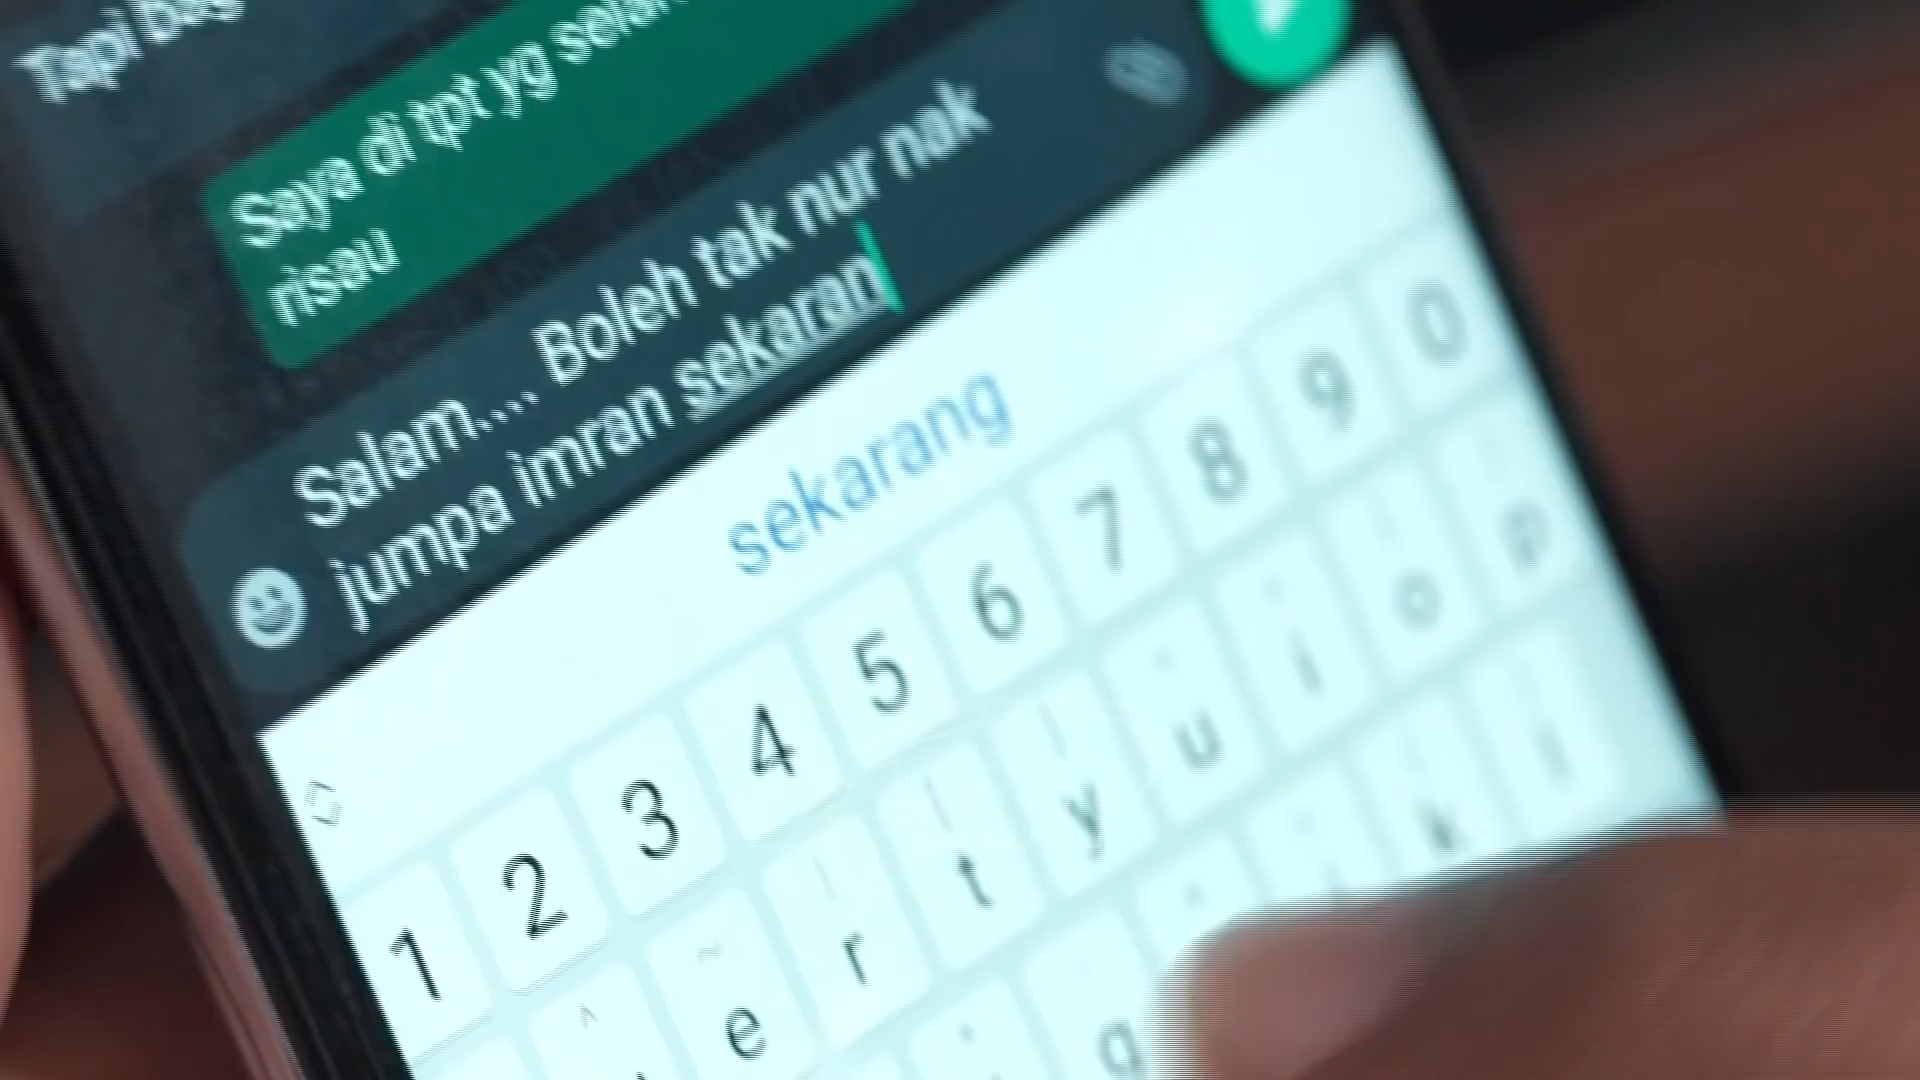 Tapi
Saya di tpt yg
risau
Salam.... Boleh tak nur nak
jumpa imran sekaran
sekarang
1 2 3 4 5 6 7 8 9 0
e r t y u i o p
g k l